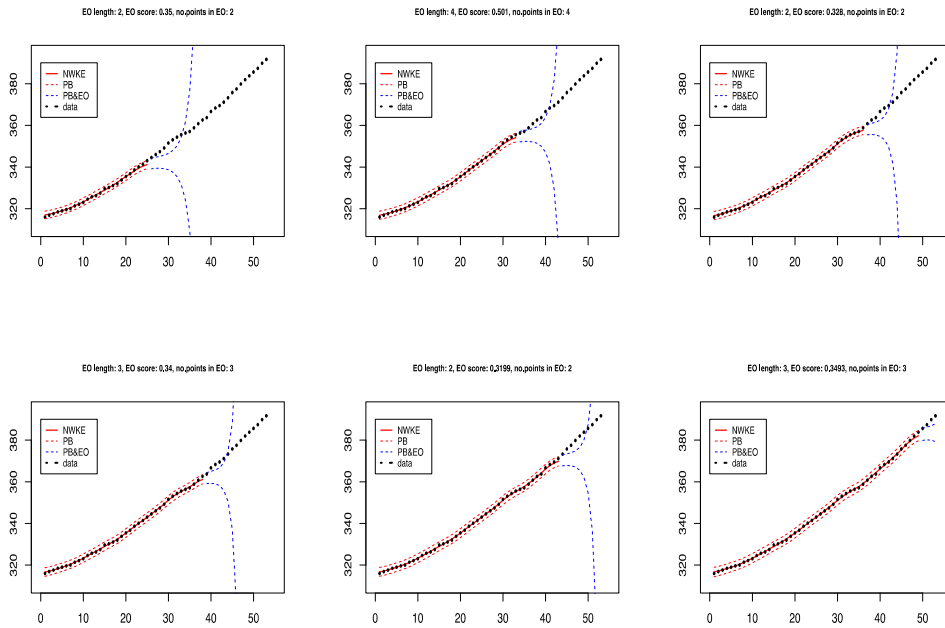 EO length: 2, EO score: 0.35, no.points in EO: 2
320 340 360 380
NWKE
PB
PB&EO
data
0 10 20 30 40 50
EO length: 4, EO score: 0.501, no.points in EO: 4
320 340 360 380
NWKE
PB
PB&EO
data
0 10 20 30 40 50
EO length: 2, EO score: 0.328, no.points in EO: 2
320 340 360 380
NWKE
PB
PB&EO
data
0 10 20 30 40 50
EO length: 3, EO score: 0.34, no.points in EO: 3
320 340 360 380
NWKE
PB
PB&EO
data
0 10 20 30 40 50
EO length: 2, EO score: 0.3199, no.points in EO: 2
320 340 360 380
NWKE
PB
PB&EO
data
0 10 20 30 40 50
EO length: 3, EO score: 0.3493, no.points in EO: 3
320 340 360 380
NWKE
PB
PB&EO
data
0 10 20 30 40 50